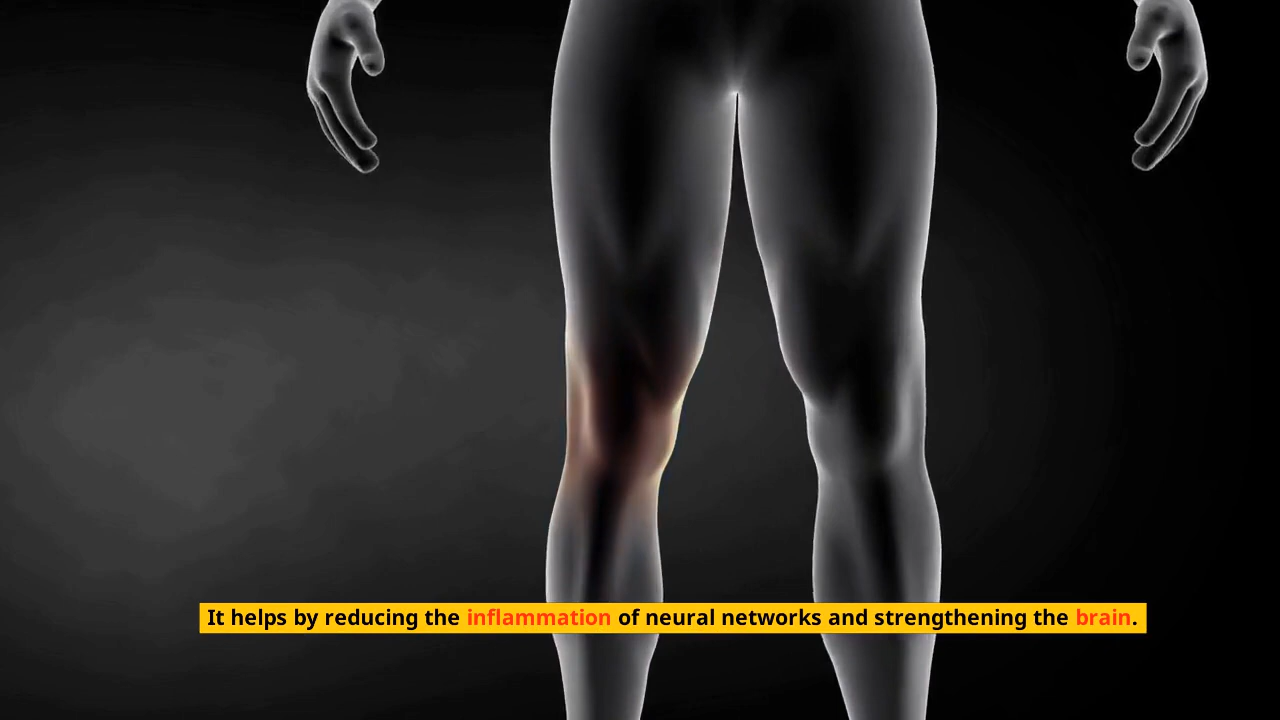 It helps by reducing the inflammation of neural networks and strengthening the brain.